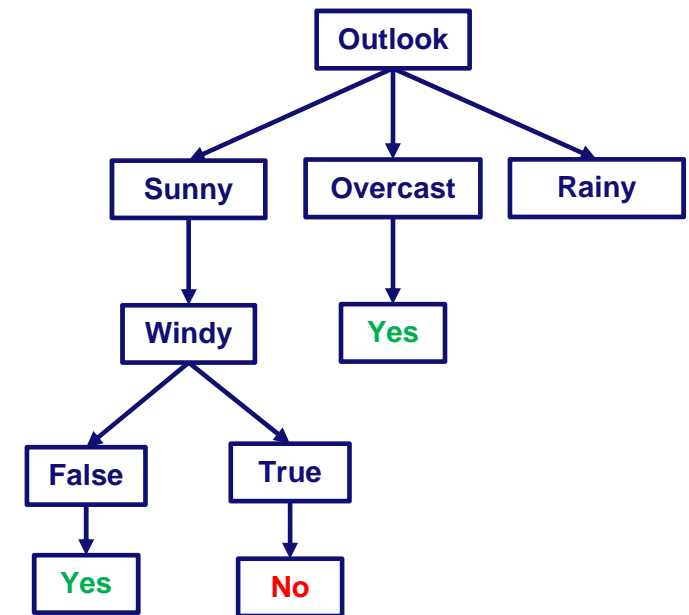 Outlook
Sunny
Overcast
Rainy
Windy
Yes
False
True
Yes
No